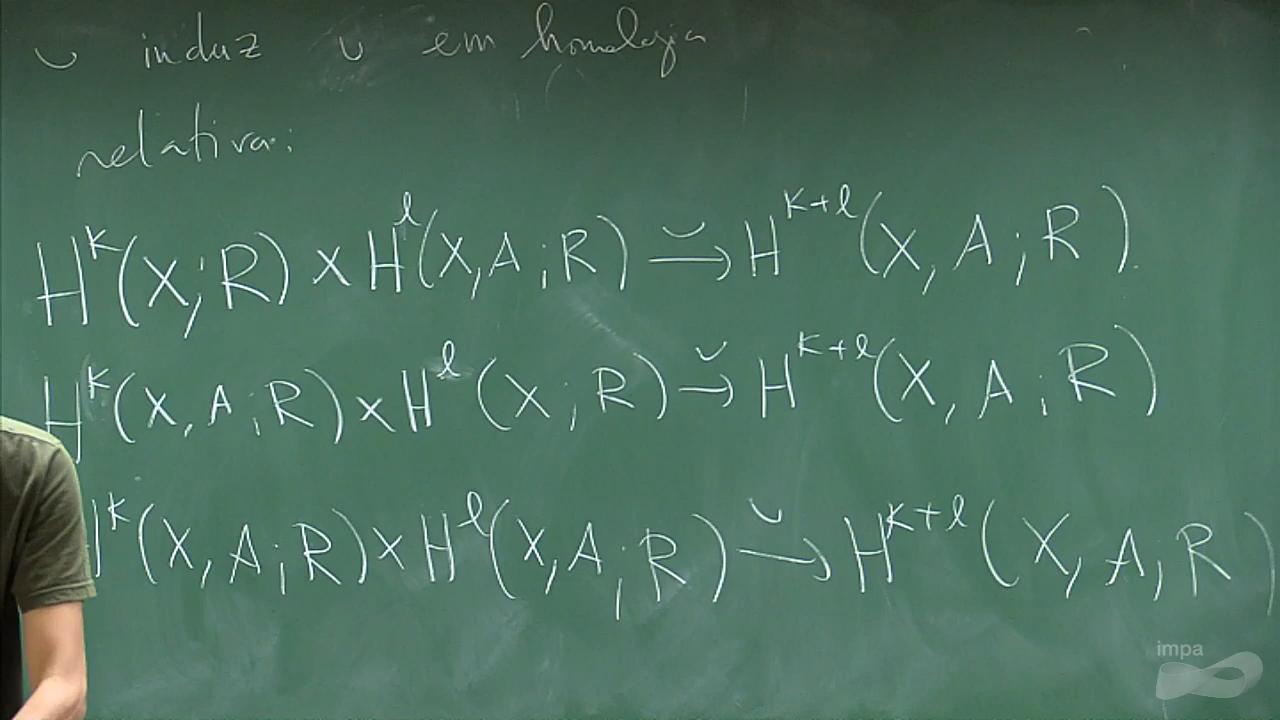 ⌣ induz ∪ em homologia
relativa:
H^k(X;R) × H^l(X,A;R) ⌣→ H^{k+l}(X,A;R).
H^k(X,A;R) × H^l(X;R) ⌣→ H^{k+l}(X,A;R)
H^k(X,A;R) × H^l(X,A;R) ⌣→ H^{k+l}(X,A;R)
impa